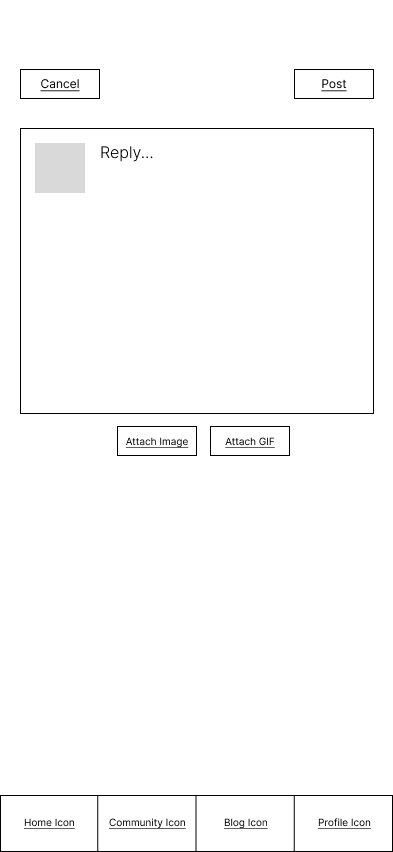 Cancel
Post
Reply...
Attach Image
Attach GIF
Home Icon
Community Icon
Blog Icon
Profile Icon